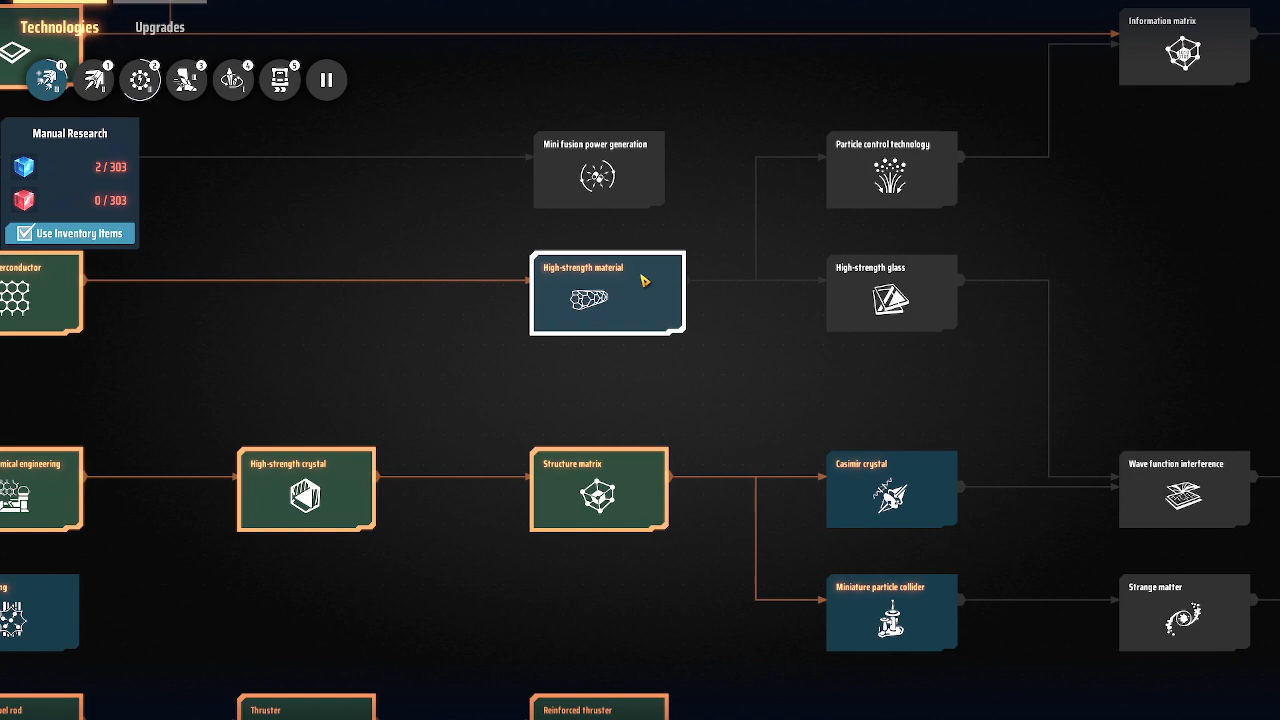 Technologies
Upgrades
Information matrix
0
1
2
3
4
5
Manual Research
2 / 303
0 / 303
Use Inventory Items
Mini fusion power generation
Particle control technology
erconductor
High-strength material
High-strength glass
mical engineering
High-strength crystal
Structure matrix
Casimir crystal
Wave function interference
ng
Miniature particle collider
Strange matter
el rod
Thruster
Reinforced thruster